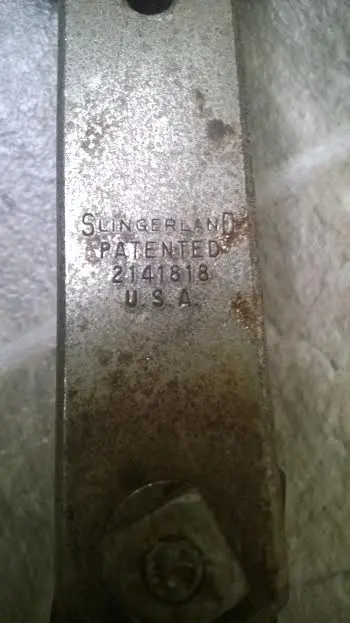 SLINGERLAND
PATENTED
2141818
U.S.A.